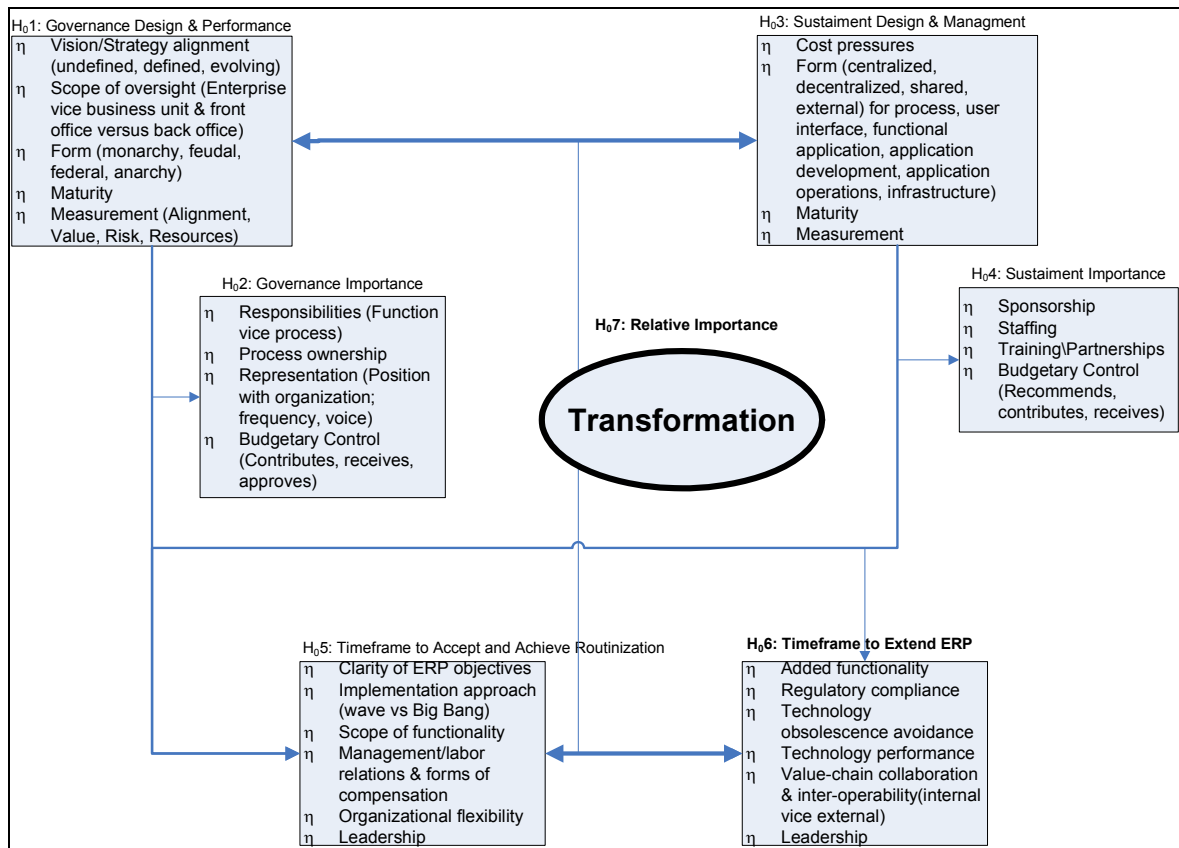 H₀1: Governance Design & Performance
η Vision/Strategy alignment
(undefined, defined, evolving)
η Scope of oversight (Enterprise
vice business unit & front
office versus back office)
η Form (monarchy, feudal,
federal, anarchy)
η Maturity
η Measurement (Alignment,
Value, Risk, Resources)
H₀3: Sustaiment Design & Managment
η Cost pressures
η Form (centralized,
decentralized, shared,
external) for process, user
interface, functional
application, application
development, application
operations, infrastructure)
η Maturity
η Measurement
H₀2: Governance Importance
η Responsibilities (Function
vice process)
η Process ownership
η Representation (Position
with organization;
frequency, voice)
η Budgetary Control
(Contributes, receives,
approves)
H₀7: Relative Importance
Transformation
H₀4: Sustaiment Importance
η Sponsorship
η Staffing
η Training\Partnerships
η Budgetary Control
(Recommends,
contributes, receives)
H₀5: Timeframe to Accept and Achieve Routinization
η Clarity of ERP objectives
η Implementation approach
(wave vs Big Bang)
η Scope of functionality
η Management/labor
relations & forms of
compensation
η Organizational flexibility
η Leadership
H₀6: Timeframe to Extend ERP
η Added functionality
η Regulatory compliance
η Technology
obsolescence avoidance
η Technology performance
η Value-chain collaboration
& inter-operability(internal
vice external)
η Leadership